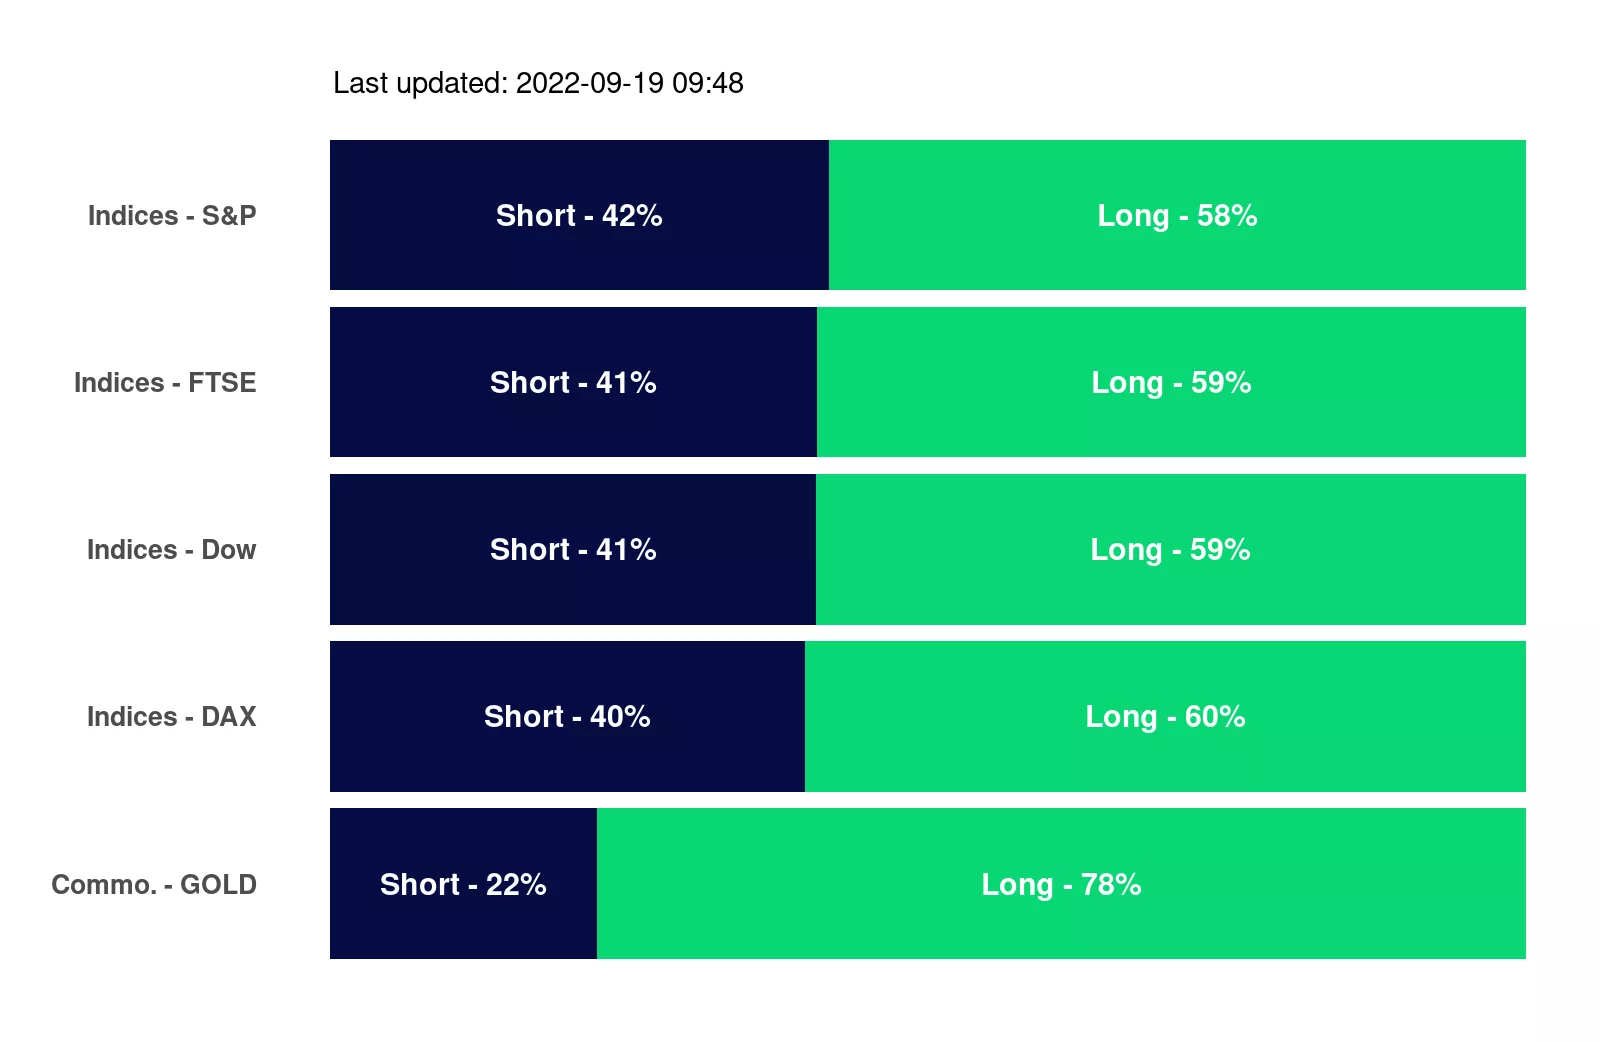 Last updated: 2022-09-19 09:48
Indices - S&P Short - 42% Long - 58%
Indices - FTSE Short - 41% Long - 59%
Indices - Dow Short - 41% Long - 59%
Indices - DAX Short - 40% Long - 60%
Commo. - GOLD Short - 22% Long - 78%